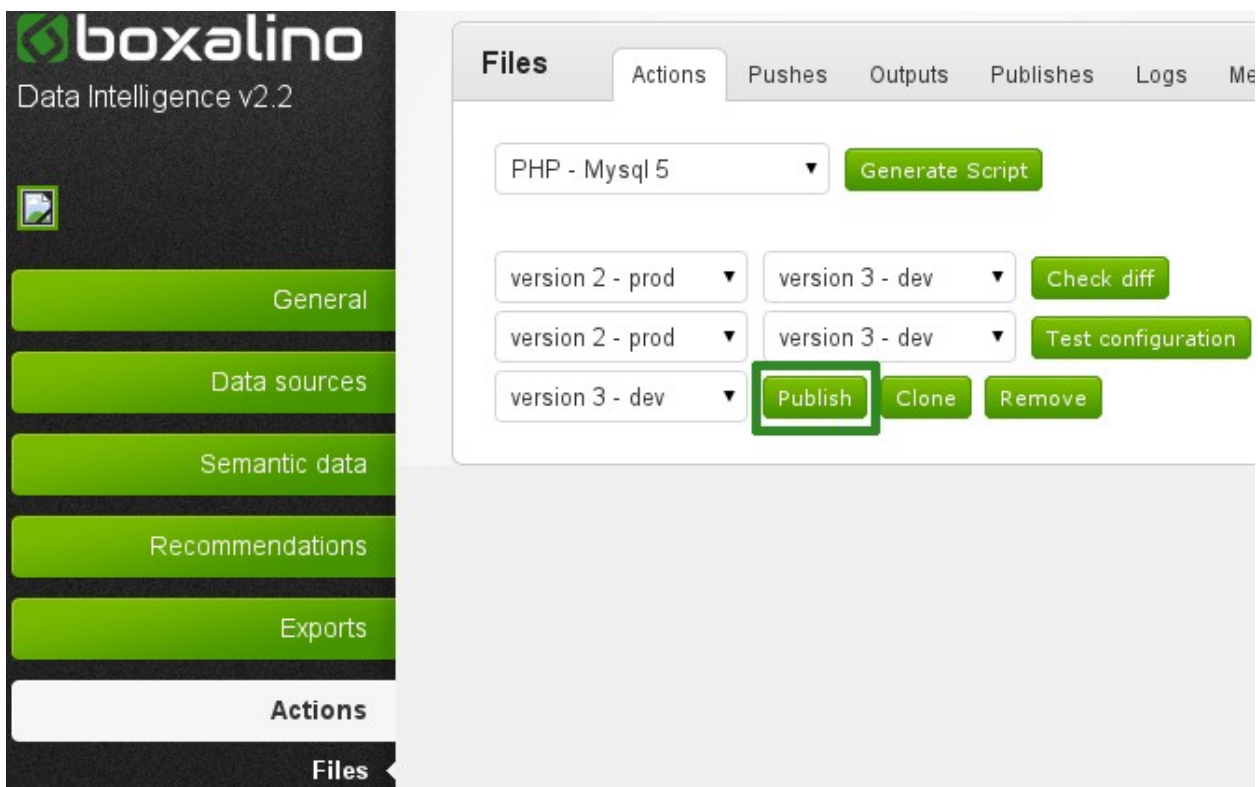 boxalino
Data Intelligence v2.2
General
Data sources
Semantic data
Recommendations
Exports
Actions
Files
Files Actions Pushes Outputs Publishes Logs Me
PHP - Mysql 5 Generate Script
version 2 - prod version 3 - dev Check diff
version 2 - prod version 3 - dev Test configuration
version 3 - dev Publish Clone Remove